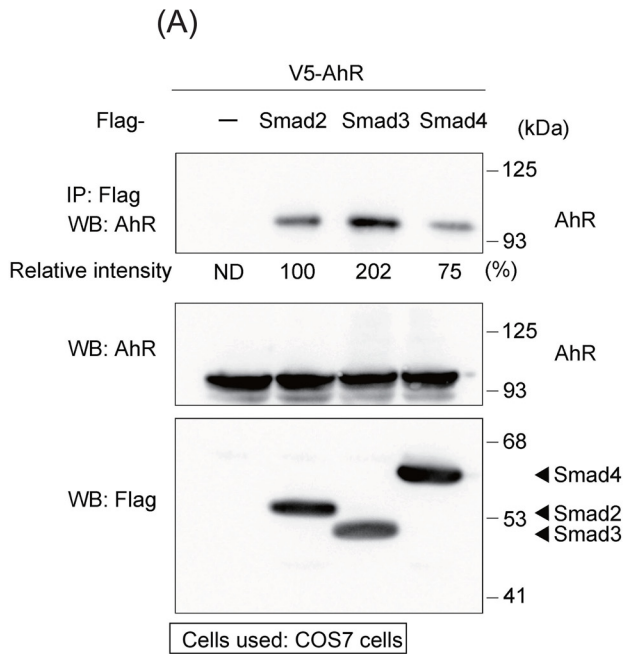 (A)
V5-AhR
Flag- – Smad2 Smad3 Smad4 (kDa)
IP: Flag
WB: AhR
125
93
AhR
Relative intensity ND 100 202 75 (%)
WB: AhR
125
93
AhR
WB: Flag
68
53
41
Smad4
Smad2
Smad3
Cells used: COS7 cells